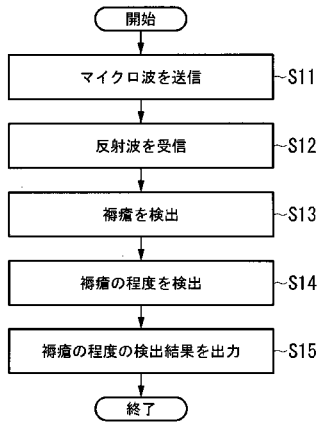 開始
マイクロ波を送信 S11
反射波を受信 S12
褥瘡を検出 S13
褥瘡の程度を検出 S14
褥瘡の程度の検出結果を出力 S15
終了